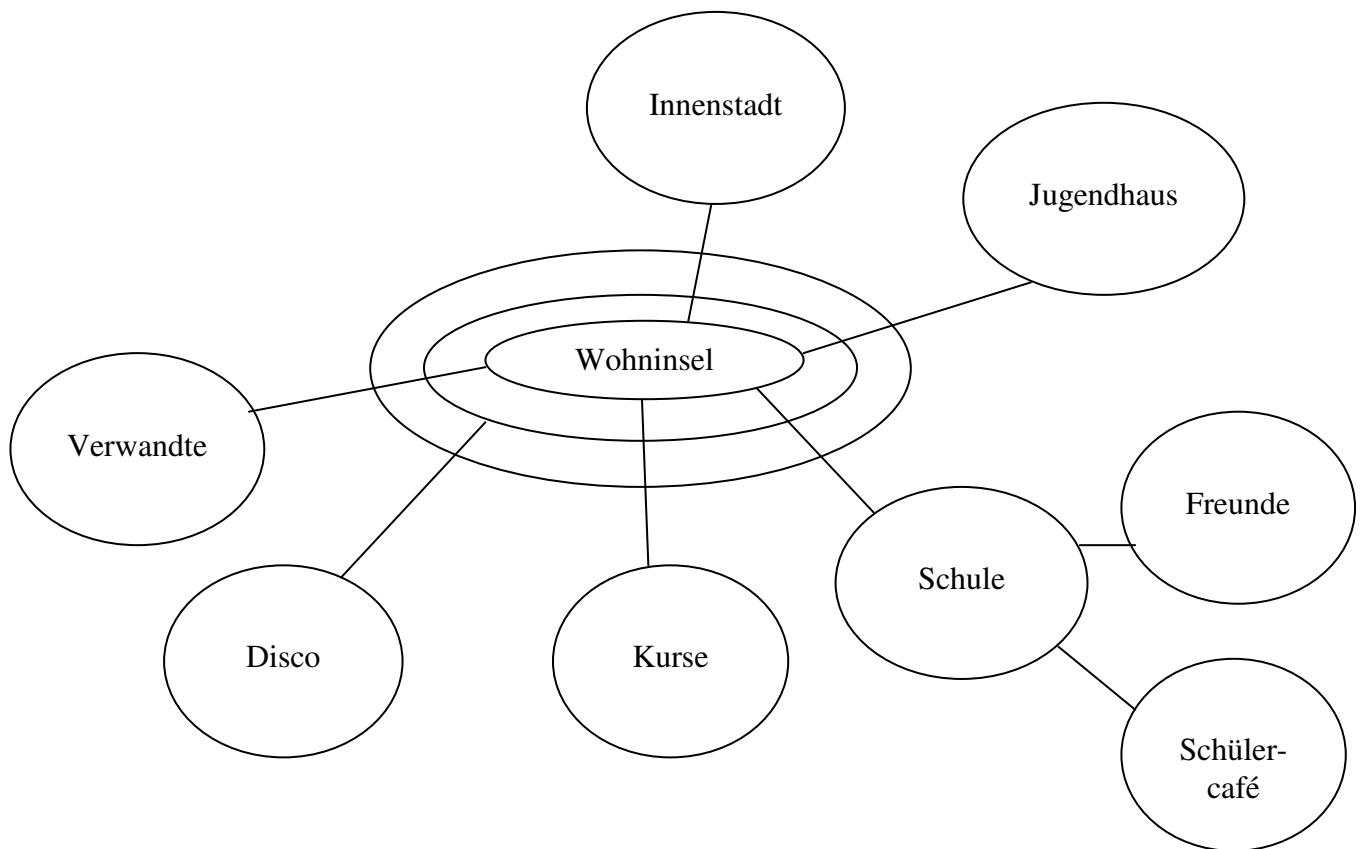 Innenstadt
Jugendhaus
Wohninsel
Verwandte
Freunde
Schule
Disco
Kurse
Schüler-
café